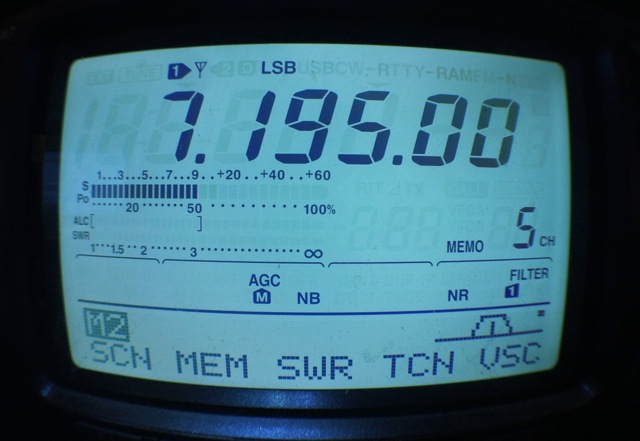 1 LSB
7.195.00
1...3...5...7...9..+20..+40..+60
S
Po
20 50 100%
ALC
SWR
1 1.5 2 3 ∞
MEMO 5 CH
AGC FILTER
M NB NR 1
M2
SCN MEM SWR TCN VSC